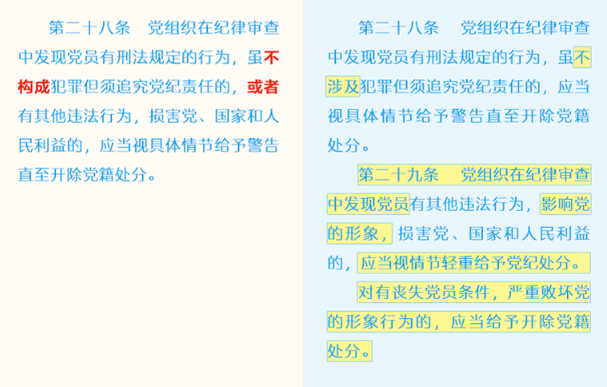 第二十八条　党组织在纪律审查
中发现党员有刑法规定的行为，虽不
构成犯罪但须追究党纪责任的，或者
有其他违法行为，损害党、国家和人
民利益的，应当视具体情节给予警告
直至开除党籍处分。
第二十八条　党组织在纪律审查
中发现党员有刑法规定的行为，虽不
涉及犯罪但须追究党纪责任的，应当
视具体情节给予警告直至开除党籍
处分。
第二十九条　党组织在纪律审查
中发现党员有其他违法行为，影响党
的形象，损害党、国家和人民利益
的，应当视情节轻重给予党纪处分。
对有丧失党员条件，严重败坏党
的形象行为的，应当给予开除党籍
处分。